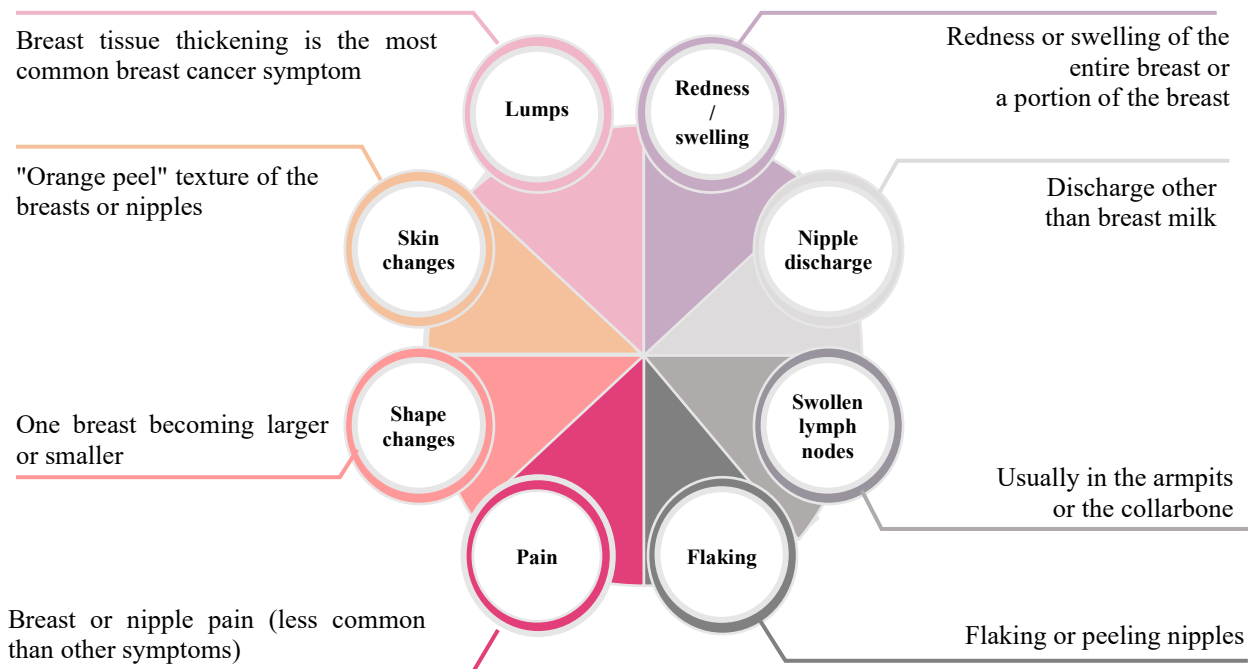 Breast tissue thickening is the most
common breast cancer symptom
Lumps
Redness
/
swelling
Redness or swelling of the
entire breast or
a portion of the breast
"Orange peel" texture of the
breasts or nipples
Skin
changes
Nipple
discharge
Discharge other
than breast milk
One breast becoming larger
or smaller
Shape
changes
Swollen
lymph
nodes
Usually in the armpits
or the collarbone
Breast or nipple pain (less common
than other symptoms)
Pain
Flaking
Flaking or peeling nipples